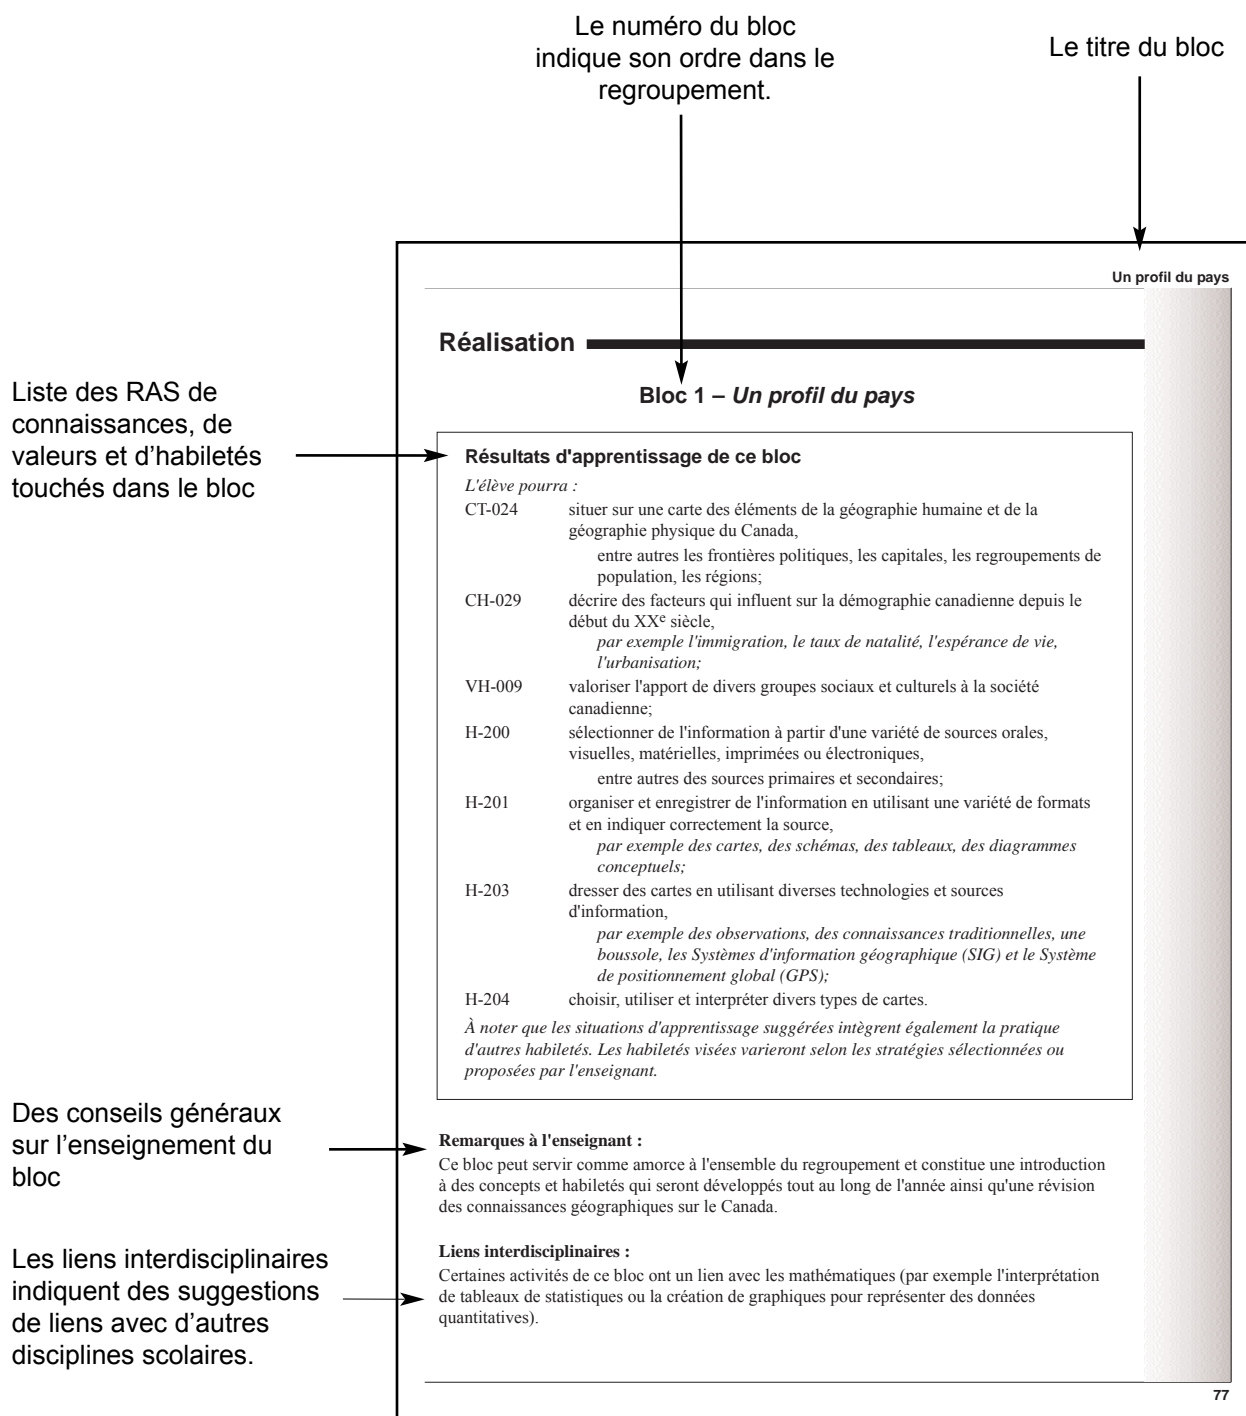 Le numéro du bloc
indique son ordre dans le
regroupement.
Le titre du bloc
Un profil du pays
Réalisation
Bloc 1 – Un profil du pays
Liste des RAS de
connaissances, de
valeurs et d’habiletés
touchés dans le bloc
Résultats d'apprentissage de ce bloc
L'élève pourra :
CT-024 situer sur une carte des éléments de la géographie humaine et de la
géographie physique du Canada,
entre autres les frontières politiques, les capitales, les regroupements de
population, les régions;
CH-029 décrire des facteurs qui influent sur la démographie canadienne depuis le
début du XXe siècle,
par exemple l'immigration, le taux de natalité, l'espérance de vie,
l'urbanisation;
VH-009 valoriser l'apport de divers groupes sociaux et culturels à la société
canadienne;
H-200 sélectionner de l'information à partir d'une variété de sources orales,
visuelles, matérielles, imprimées ou électroniques,
entre autres des sources primaires et secondaires;
H-201 organiser et enregistrer de l'information en utilisant une variété de formats
et en indiquer correctement la source,
par exemple des cartes, des schémas, des tableaux, des diagrammes
conceptuels;
H-203 dresser des cartes en utilisant diverses technologies et sources
d'information,
par exemple des observations, des connaissances traditionnelles, une
boussole, les Systèmes d'information géographique (SIG) et le Système
de positionnement global (GPS);
H-204 choisir, utiliser et interpréter divers types de cartes.
À noter que les situations d'apprentissage suggérées intègrent également la pratique
d'autres habiletés. Les habiletés visées varieront selon les stratégies sélectionnées ou
proposées par l'enseignant.
Des conseils généraux
sur l’enseignement du
bloc
Remarques à l'enseignant :
Ce bloc peut servir comme amorce à l'ensemble du regroupement et constitue une introduction
à des concepts et habiletés qui seront développés tout au long de l'année ainsi qu'une révision
des connaissances géographiques sur le Canada.
Les liens interdisciplinaires
indiquent des suggestions
de liens avec d’autres
disciplines scolaires.
Liens interdisciplinaires :
Certaines activités de ce bloc ont un lien avec les mathématiques (par exemple l'interprétation
de tableaux de statistiques ou la création de graphiques pour représenter des données
quantitatives).
77